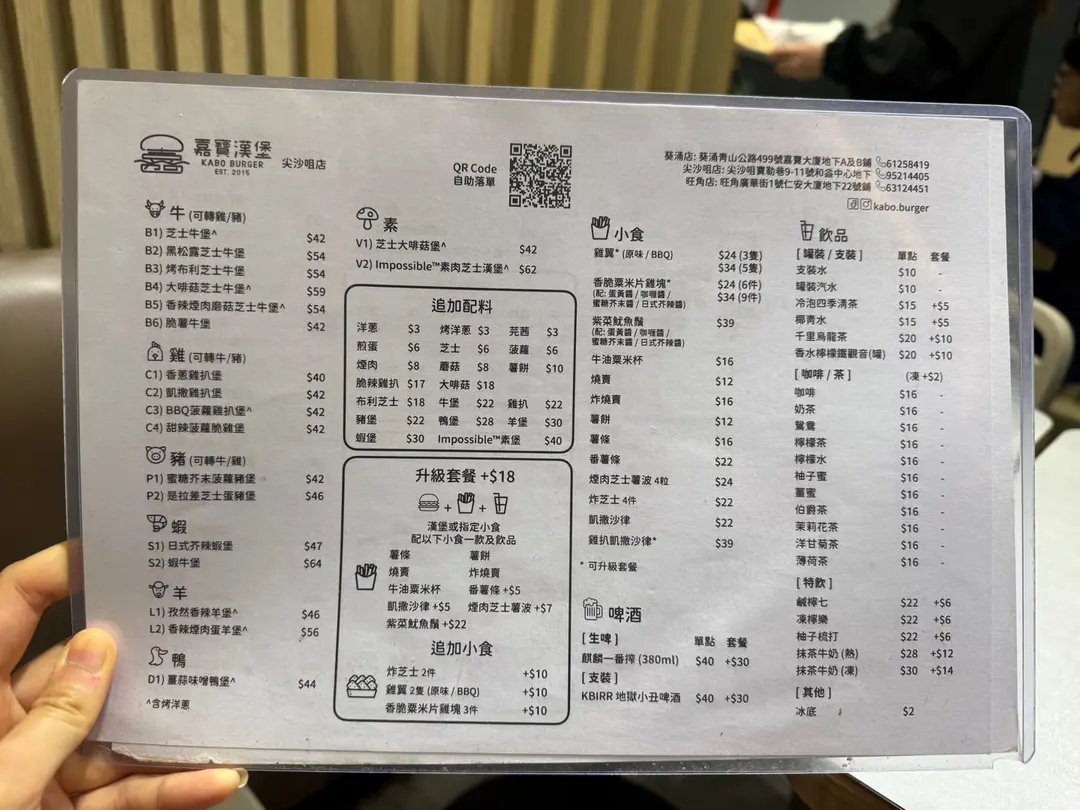 嘉寶漢堡
KABO BURGER
EST. 2015
尖沙咀店
QR Code
自助落單
葵涌店: 葵涌青山公路499號嘉寶大廈地下A及B鋪 61258419
尖沙咀店: 尖沙咀寶勒巷9-11號和益中心地下 95214405
旺角店: 旺角廣華街1號仁安大廈地下22號鋪 63124451
kabo.burger
牛 (可轉雞/豬)
B1) 芝士牛堡^ $42
B2) 黑松露芝士牛堡 $54
B3) 烤布利芝士牛堡 $54
B4) 大啡菇芝士牛堡^ $59
B5) 香辣煙肉磨菇芝士牛堡^ $54
B6) 脆薯牛堡 $42
雞 (可轉牛/豬)
C1) 香蔥雞扒堡 $40
C2) 凱撒雞扒堡 $42
C3) BBQ菠蘿雞扒堡^ $42
C4) 甜辣菠蘿脆雞堡 $42
豬 (可轉牛/雞)
P1) 蜜糖芥末菠蘿豬堡 $42
P2) 是拉差芝士蛋豬堡 $46
蝦
S1) 日式芥辣蝦堡 $47
S2) 蝦牛堡 $64
羊
L1) 孜然香辣羊堡^ $46
L2) 香辣煙肉蛋羊堡^ $56
鴨
D1) 薑蒜味噌鴨堡^ $44
^含烤洋蔥
素
V1) 芝士大啡菇堡^ $42
V2) Impossible™素肉芝士漢堡^ $62
追加配料
洋蔥 $3 烤洋蔥 $3 芫茜 $3
煎蛋 $6 芝士 $6 菠蘿 $6
煙肉 $8 蘑菇 $8 薯餅 $10
脆辣雞扒 $17 大啡菇 $18
布利芝士 $18 牛堡 $22 雞扒 $22
豬堡 $22 鴨堡 $28 羊堡 $30
蝦堡 $30 Impossible™素堡 $40
升級套餐 +$18
+ +
漢堡或指定小食
配以下小食一款及飲品
薯條 薯餅
燒賣 炸燒賣
牛油粟米杯 番薯條 +$5
凱撒沙律 +$5 煙肉芝士薯波 +$7
紫菜魷魚鬚 +$22
追加小食
炸芝士 2件 +$10
雞翼 2隻 (原味 / BBQ) +$10
香脆粟米片雞塊 3件 +$10
小食
雞翼* (原味 / BBQ) $24 (3隻)
$34 (5隻)
香脆粟米片雞塊* $24 (6件)
(配: 蛋黃醬 / 咖喱醬 / $34 (9件)
蜜糖芥末醬 / 日式芥辣醬)
紫菜魷魚鬚* $39
(配: 蛋黃醬 / 咖喱醬 /
蜜糖芥末醬 / 日式芥辣醬)
牛油粟米杯 $16
燒賣 $12
炸燒賣 $16
薯餅 $12
薯條 $16
番薯條 $22
煙肉芝士薯波 4粒 $24
炸芝士 4件 $22
凱撒沙律 $22
雞扒凱撒沙律* $39
* 可升級套餐
啤酒
[ 生啤 ] 單點 套餐
麒麟一番搾 (380ml) $40 +$30
[ 支裝 ]
KBIRR 地獄小丑啤酒 $40 +$30
飲品
[ 罐裝 / 支裝 ] 單點 套餐
支裝水 $10 -
罐裝汽水 $10 -
冷泡四季清茶 $15 +$5
椰青水 $15 +$5
千里烏龍茶 $20 +$10
香水檸檬鐵觀音(罐) $20 +$10
[ 咖啡 / 茶 ] (凍 +$2)
咖啡 $16 -
奶茶 $16 -
鴛鴦 $16 -
檸檬茶 $16 -
檸檬水 $16 -
柚子蜜 $16 -
薑蜜 $16 -
伯爵茶 $16 -
茉莉花茶 $16 -
洋甘菊茶 $16 -
薄荷茶 $16 -
[ 特飲 ]
鹹檸七 $22 +$6
凍檸樂 $22 +$6
柚子梳打 $22 +$6
抹茶牛奶 (熱) $28 +$12
抹茶牛奶 (凍) $30 +$14
[ 其他 ]
冰底 $2